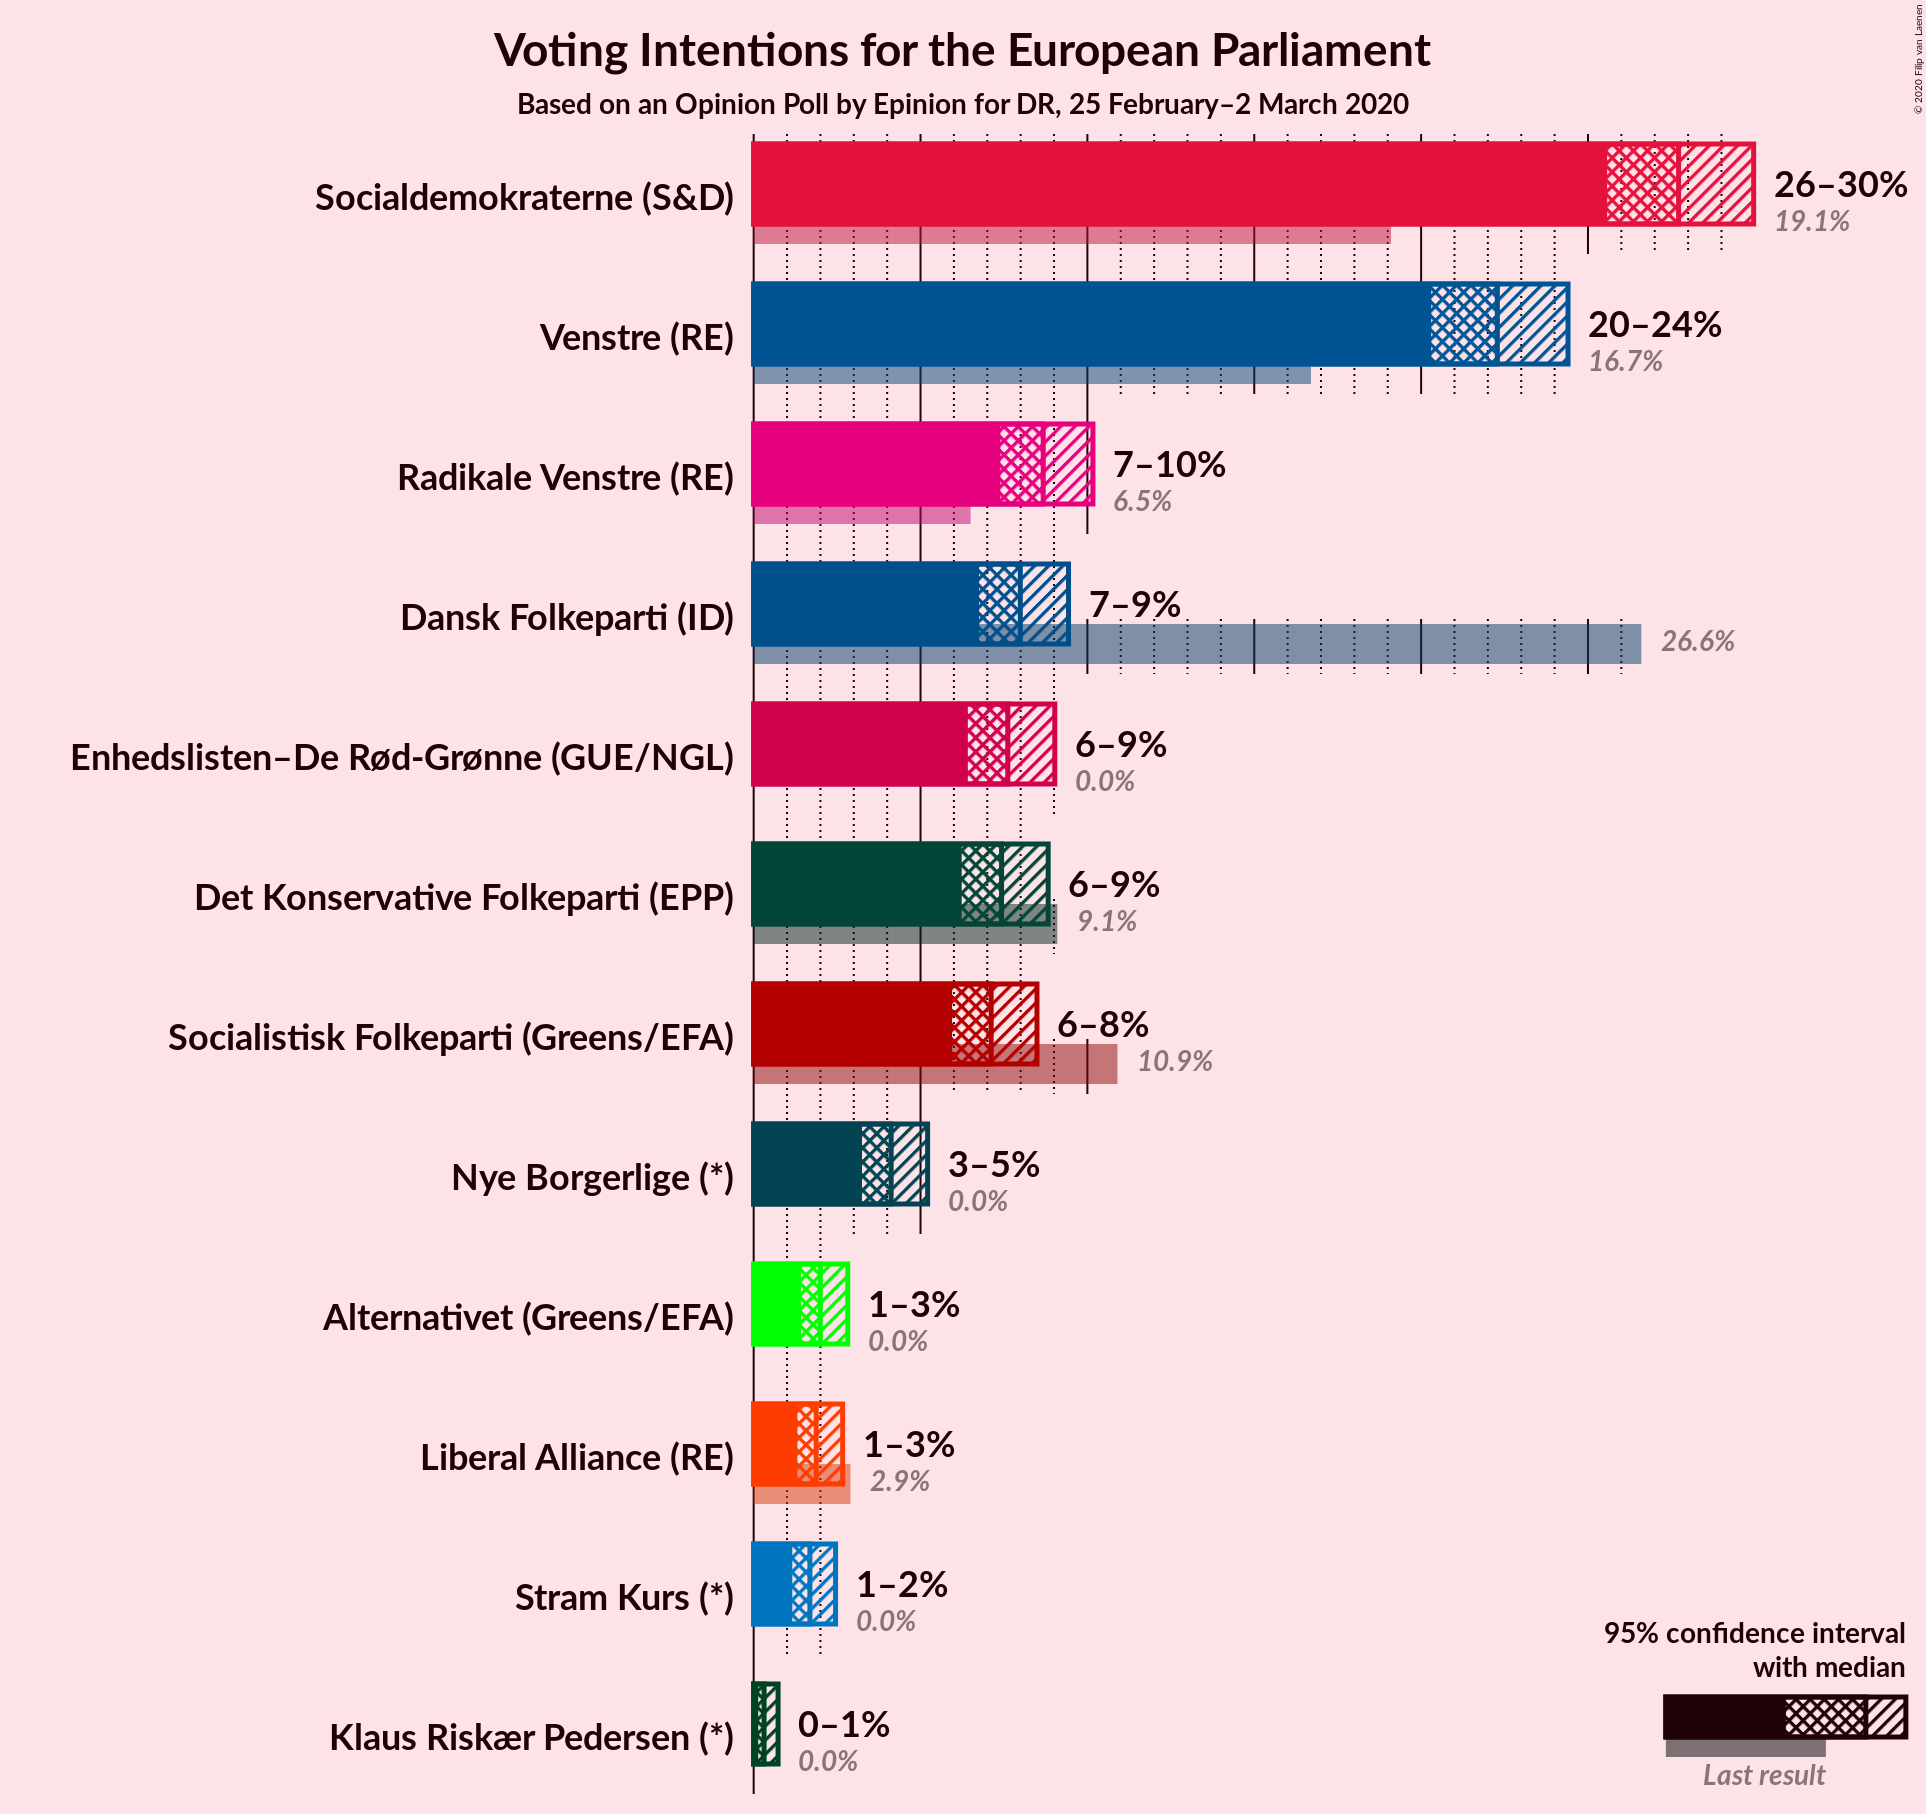 Voting Intentions for the European Parliament
Based on an Opinion Poll by Epinion for DR, 25 February–2 March 2020
© 2020 Filip van Laenen
Socialdemokraterne (S&D)
26–30%
19.1%
Venstre (RE)
20–24%
16.7%
Radikale Venstre (RE)
7–10%
6.5%
Dansk Folkeparti (ID)
7–9%
26.6%
Enhedslisten–De Rød-Grønne (GUE/NGL)
6–9%
0.0%
Det Konservative Folkeparti (EPP)
6–9%
9.1%
Socialistisk Folkeparti (Greens/EFA)
6–8%
10.9%
Nye Borgerlige (*)
3–5%
0.0%
Alternativet (Greens/EFA)
1–3%
0.0%
Liberal Alliance (RE)
1–3%
2.9%
Stram Kurs (*)
1–2%
0.0%
Klaus Riskær Pedersen (*)
0–1%
0.0%
95% confidence interval
with median
Last result